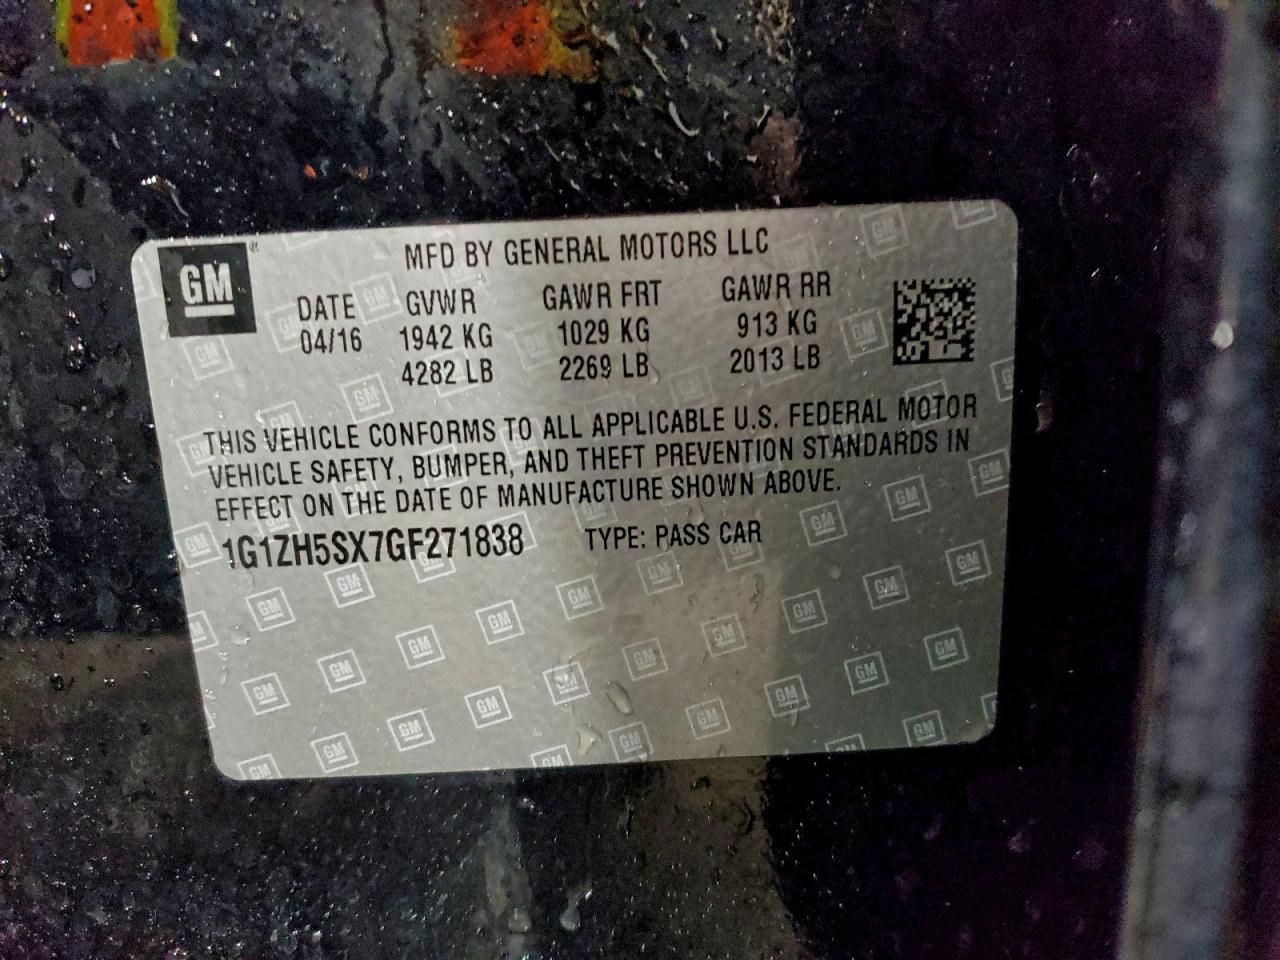 GM ®
MFD BY GENERAL MOTORS LLC
DATE GVWR GAWR FRT GAWR RR
04/16 1942 KG 1029 KG 913 KG
4282 LB 2269 LB 2013 LB
THIS VEHICLE CONFORMS TO ALL APPLICABLE U.S. FEDERAL MOTOR
VEHICLE SAFETY, BUMPER, AND THEFT PREVENTION STANDARDS IN
EFFECT ON THE DATE OF MANUFACTURE SHOWN ABOVE.
1G1ZH5SX7GF271838 TYPE: PASS CAR